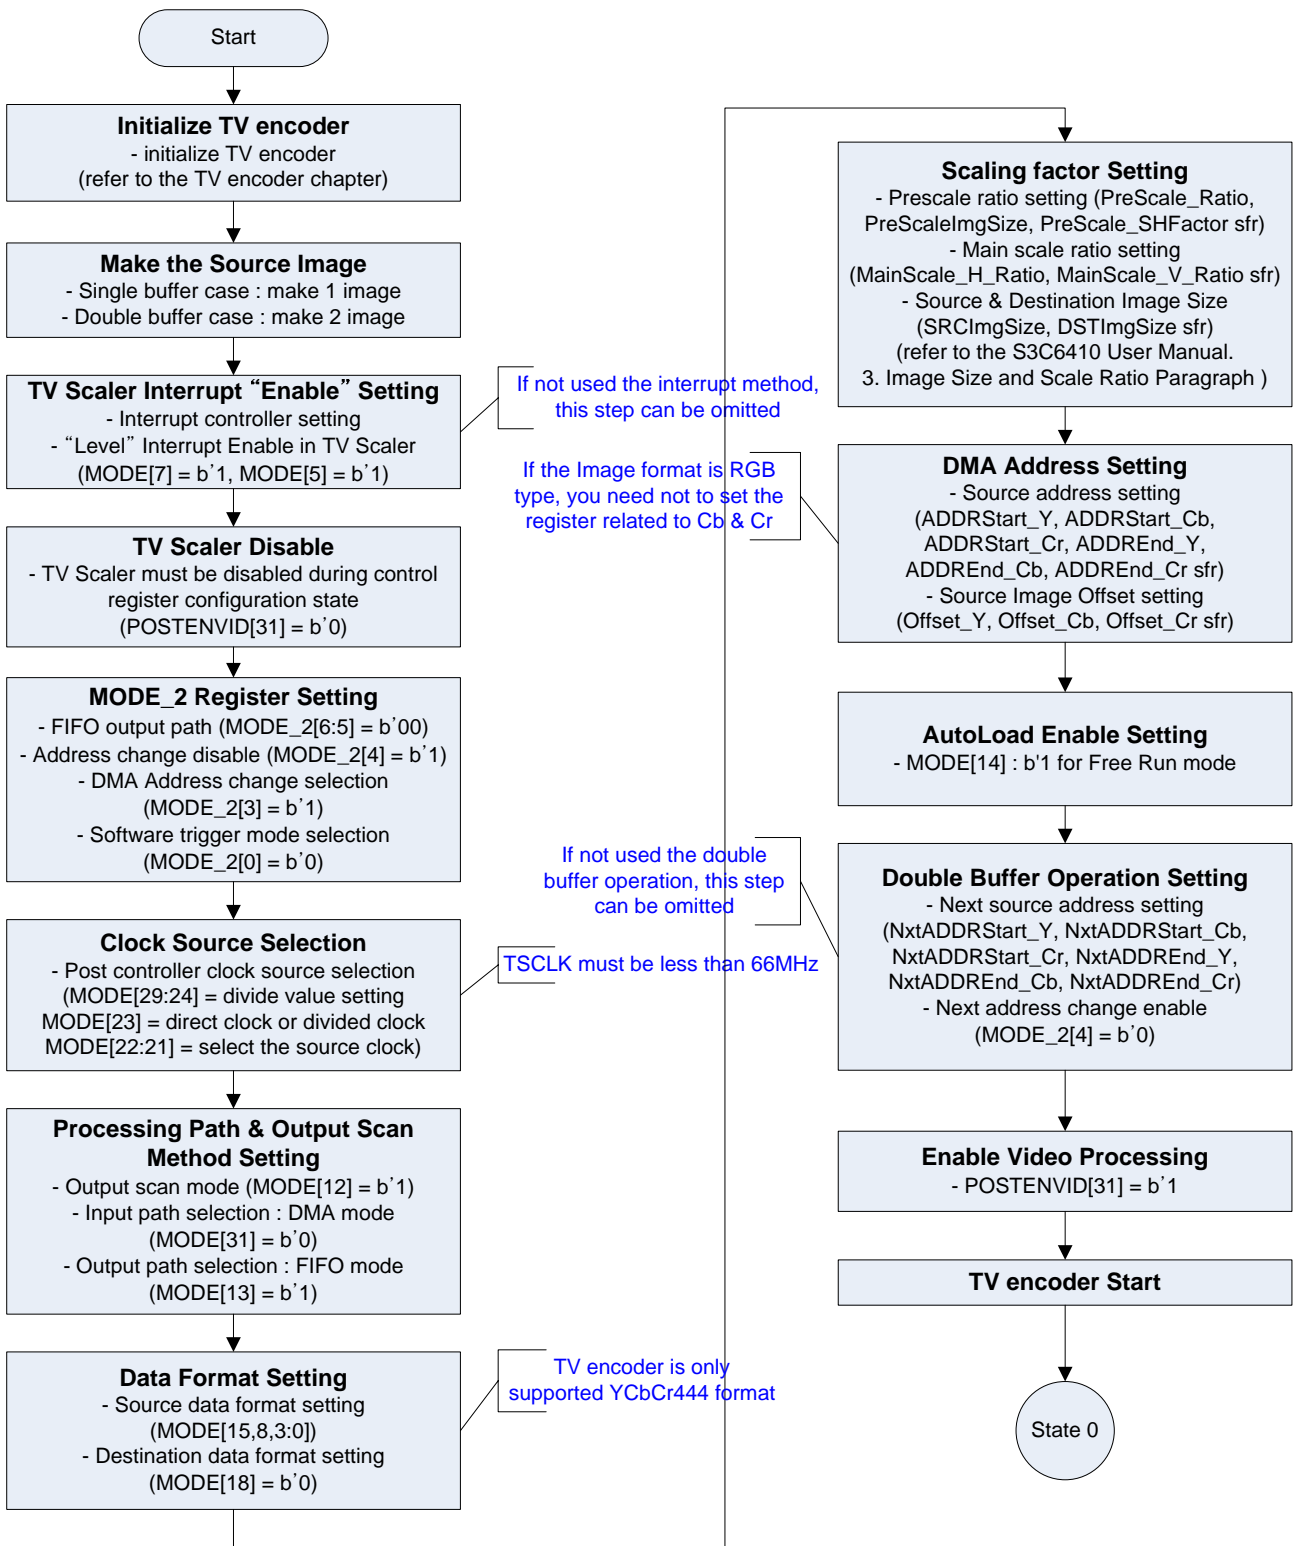 Start
Initialize TV encoder
- initialize TV encoder
(refer to the TV encoder chapter)
Make the Source Image
- Single buffer case : make 1 image
- Double buffer case : make 2 image
TV Scaler Interrupt “Enable” Setting
- Interrupt controller setting
- “Level” Interrupt Enable in TV Scaler
(MODE[7] = b’1, MODE[5] = b’1)
If not used the interrupt method,
this step can be omitted
TV Scaler Disable
- TV Scaler must be disabled during control
register configuration state
(POSTENVID[31] = b’0)
MODE_2 Register Setting
- FIFO output path (MODE_2[6:5] = b’00)
- Address change disable (MODE_2[4] = b’1)
- DMA Address change selection
(MODE_2[3] = b’1)
- Software trigger mode selection
(MODE_2[0] = b’0)
Clock Source Selection
- Post controller clock source selection
(MODE[29:24] = divide value setting
MODE[23] = direct clock or divided clock
MODE[22:21] = select the source clock)
TSCLK must be less than 66MHz
Processing Path & Output Scan
Method Setting
- Output scan mode (MODE[12] = b’1)
- Input path selection : DMA mode
(MODE[31] = b’0)
- Output path selection : FIFO mode
(MODE[13] = b’1)
Data Format Setting
- Source data format setting
(MODE[15,8,3:0])
- Destination data format setting
(MODE[18] = b’0)
TV encoder is only
supported YCbCr444 format
Scaling factor Setting
- Prescale ratio setting (PreScale_Ratio,
PreScaleImgSize, PreScale_SHFactor sfr)
- Main scale ratio setting
(MainScale_H_Ratio, MainScale_V_Ratio sfr)
- Source & Destination Image Size
(SRCImgSize, DSTImgSize sfr)
(refer to the S3C6410 User Manual.
3. Image Size and Scale Ratio Paragraph )
DMA Address Setting
- Source address setting
(ADDRStart_Y, ADDRStart_Cb,
ADDRStart_Cr, ADDREnd_Y,
ADDREnd_Cb, ADDREnd_Cr sfr)
- Source Image Offset setting
(Offset_Y, Offset_Cb, Offset_Cr sfr)
If the Image format is RGB
type, you need not to set the
register related to Cb & Cr
AutoLoad Enable Setting
- MODE[14] : b'1 for Free Run mode
Double Buffer Operation Setting
- Next source address setting
(NxtADDRStart_Y, NxtADDRStart_Cb,
NxtADDRStart_Cr, NxtADDREnd_Y,
NxtADDREnd_Cb, NxtADDREnd_Cr)
- Next address change enable
(MODE_2[4] = b’0)
If not used the double
buffer operation, this step
can be omitted
Enable Video Processing
- POSTENVID[31] = b’1
TV encoder Start
State 0